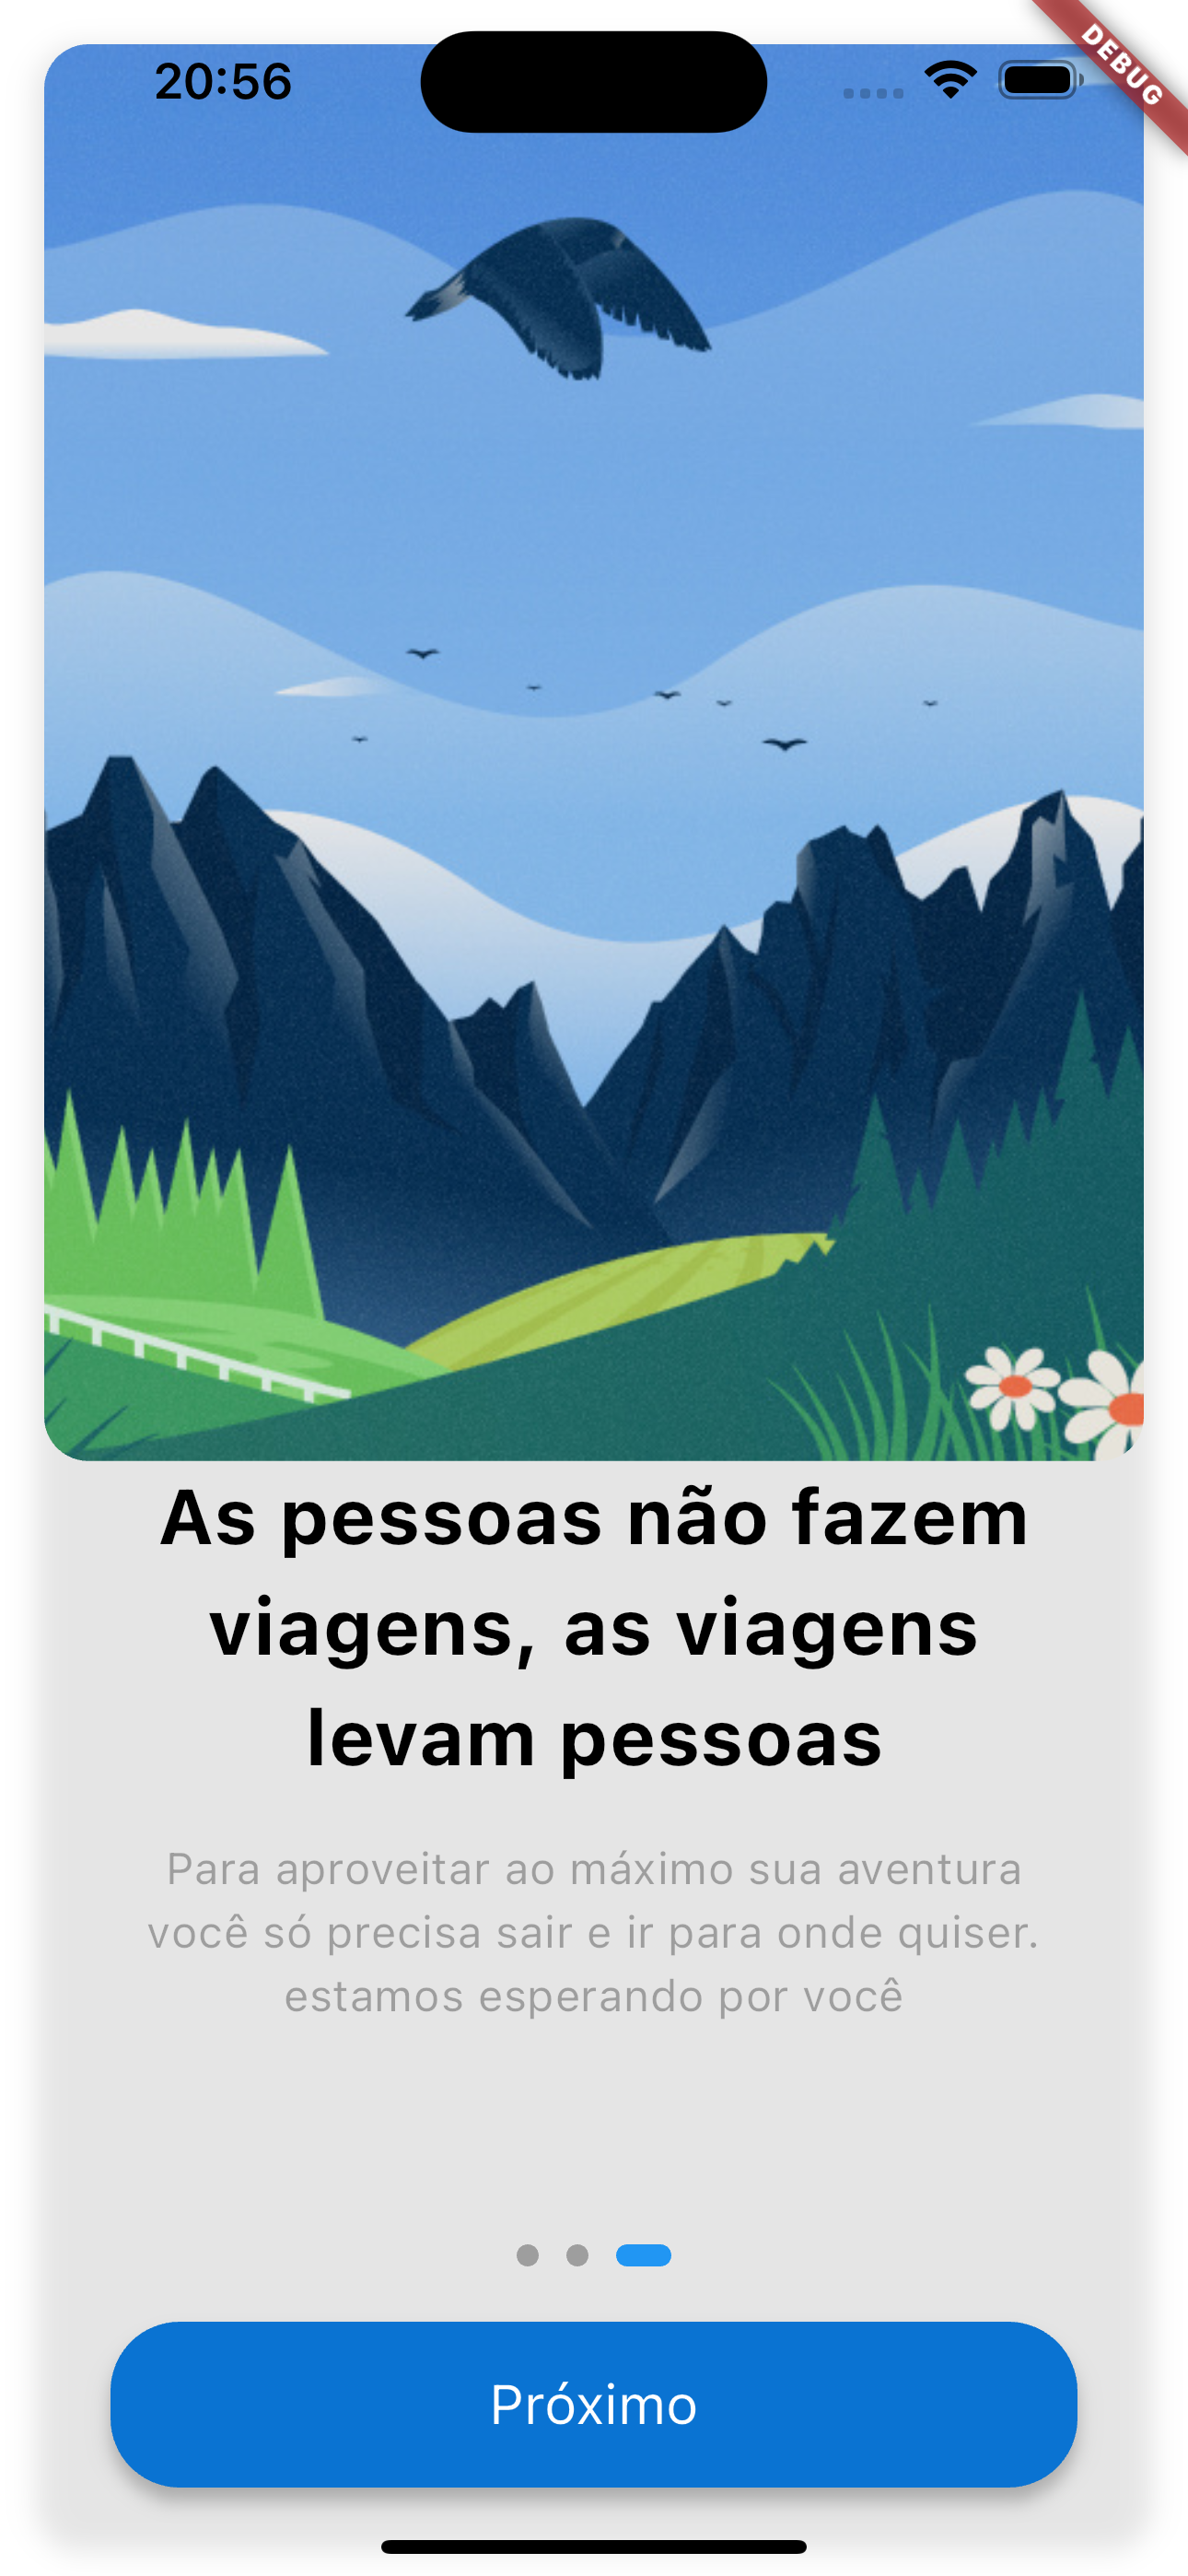 20:56
DEBUG
As pessoas não fazem
viagens, as viagens
levam pessoas
Para aproveitar ao máximo sua aventura
você só precisa sair e ir para onde quiser.
estamos esperando por você
Próximo